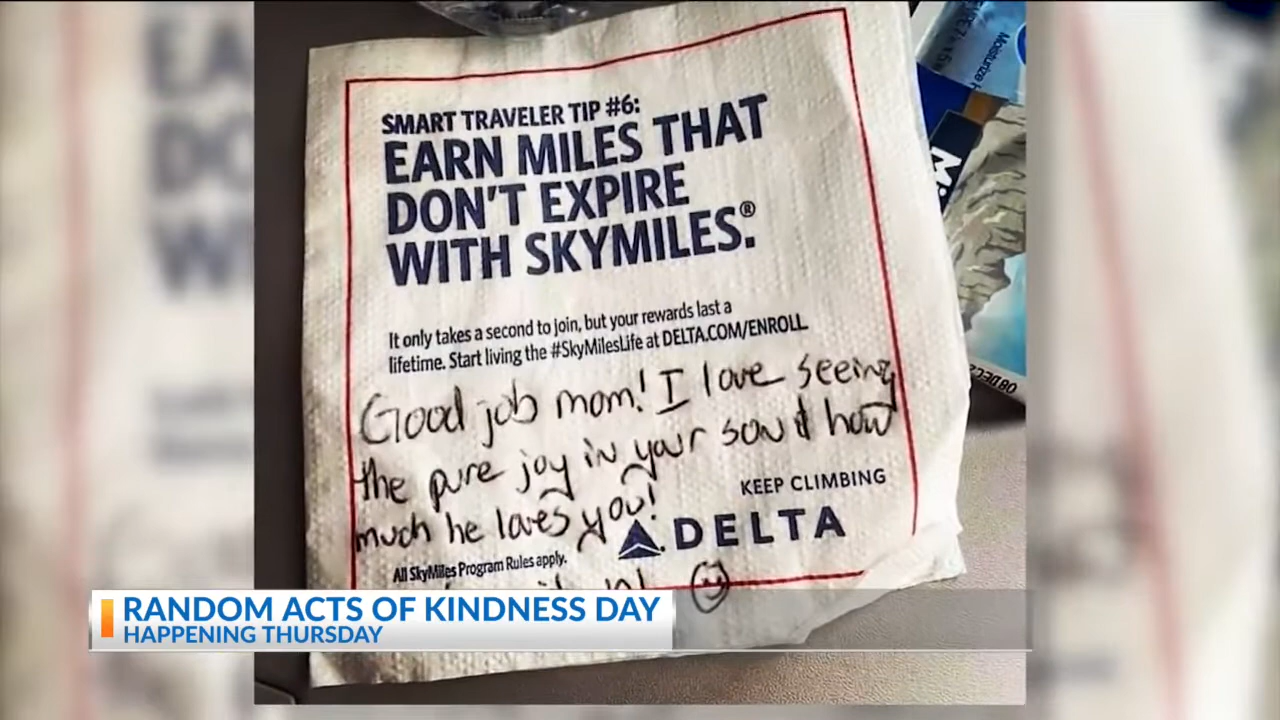 SMART TRAVELER TIP #6:
EARN MILES THAT
DON'T EXPIRE
WITH SKYMILES.®
It only takes a second to join, but your rewards last a
lifetime. Start living the #SkyMilesLife at DELTA.COM/ENROLL
Good job mom! I love seeing
the pure joy in your son & how
much he loves you!
KEEP CLIMBING
DELTA
All SkyMiles Program Rules apply.
RANDOM ACTS OF KINDNESS DAY
HAPPENING THURSDAY
Moisturize
08DEC2